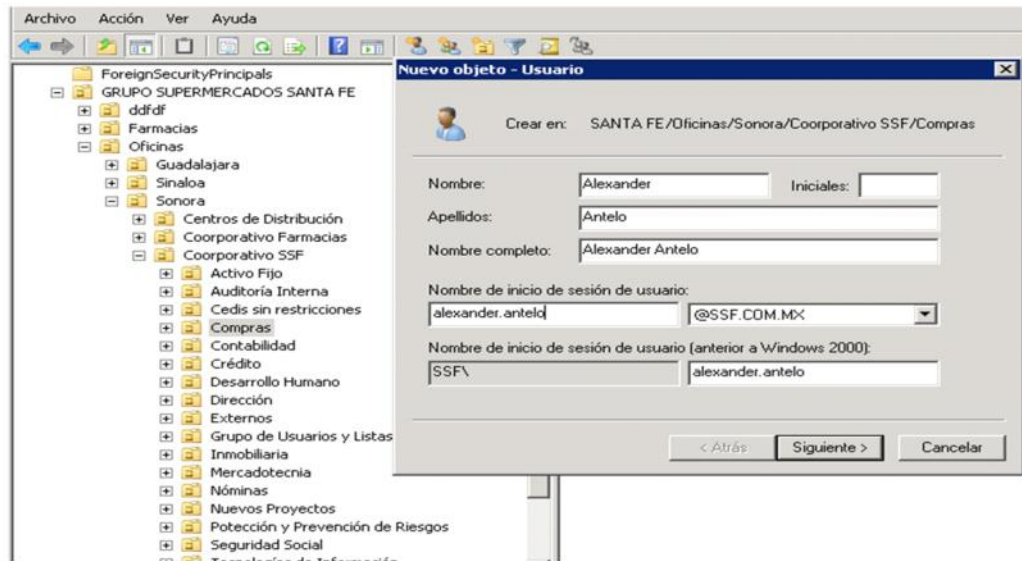 Archivo Acción Ver Ayuda
ForeignSecurityPrincipals
GRUPO SUPERMERCADOS SANTA FE
ddfdf
Farmacias
Oficinas
Guadalajara
Sinaloa
Sonora
Centros de Distribución
Coorporativo Farmacias
Coorporativo SSF
Activo Fijo
Auditoría Interna
Cedis sin restricciones
Compras
Contabilidad
Crédito
Desarrollo Humano
Dirección
Externos
Grupo de Usuarios y Listas
Inmobiliaria
Mercadotecnia
Nóminas
Nuevos Proyectos
Potección y Prevención de Riesgos
Seguridad Social
Tecnologías de Información
Nuevo objeto - Usuario
Crear en: SANTA FE/Oficinas/Sonora/Coorporativo SSF/Compras
Nombre: Alexander Iniciales:
Apellidos: Antelo
Nombre completo: Alexander Antelo
Nombre de inicio de sesión de usuario:
alexander.antelo @SSF.COM.MX
Nombre de inicio de sesión de usuario (anterior a Windows 2000):
SSF\ alexander.antelo
< Atrás Siguiente > Cancelar